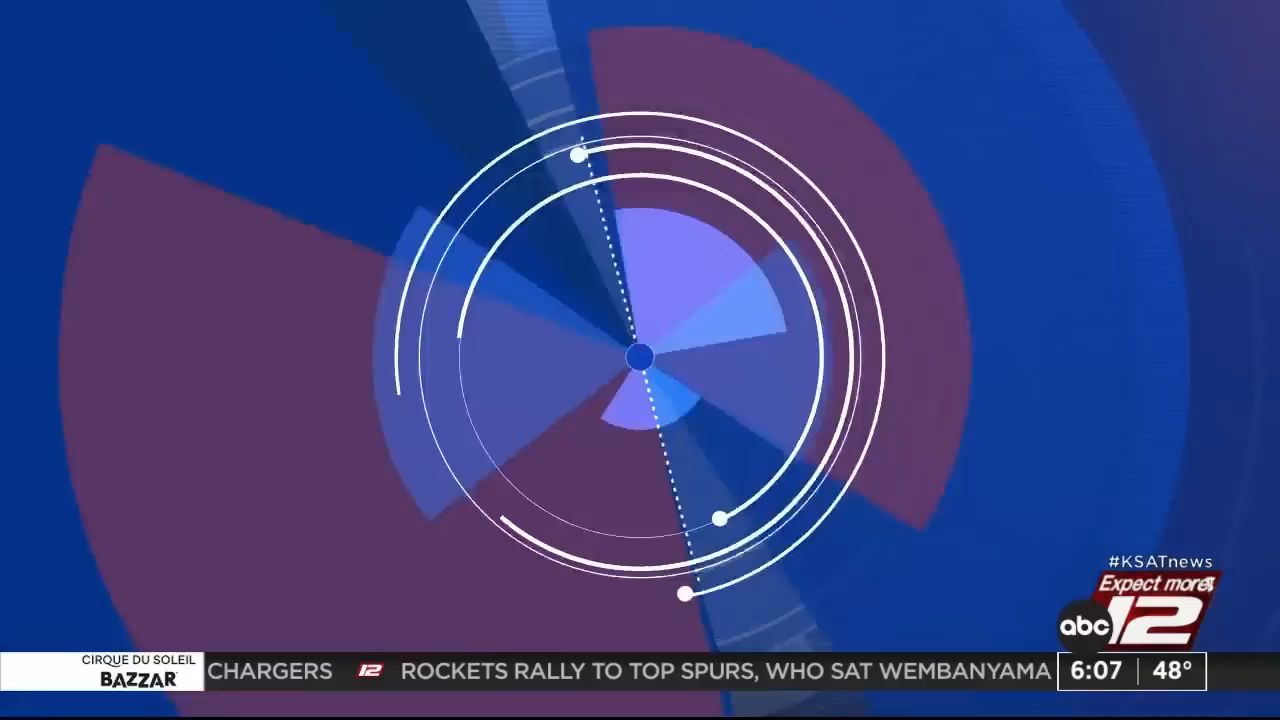 #KSATnews
Expect more
abc 12
CIRQUE DU SOLEIL
BAZZAR
CHARGERS 12 ROCKETS RALLY TO TOP SPURS, WHO SAT WEMBANYAMA
6:07 48°